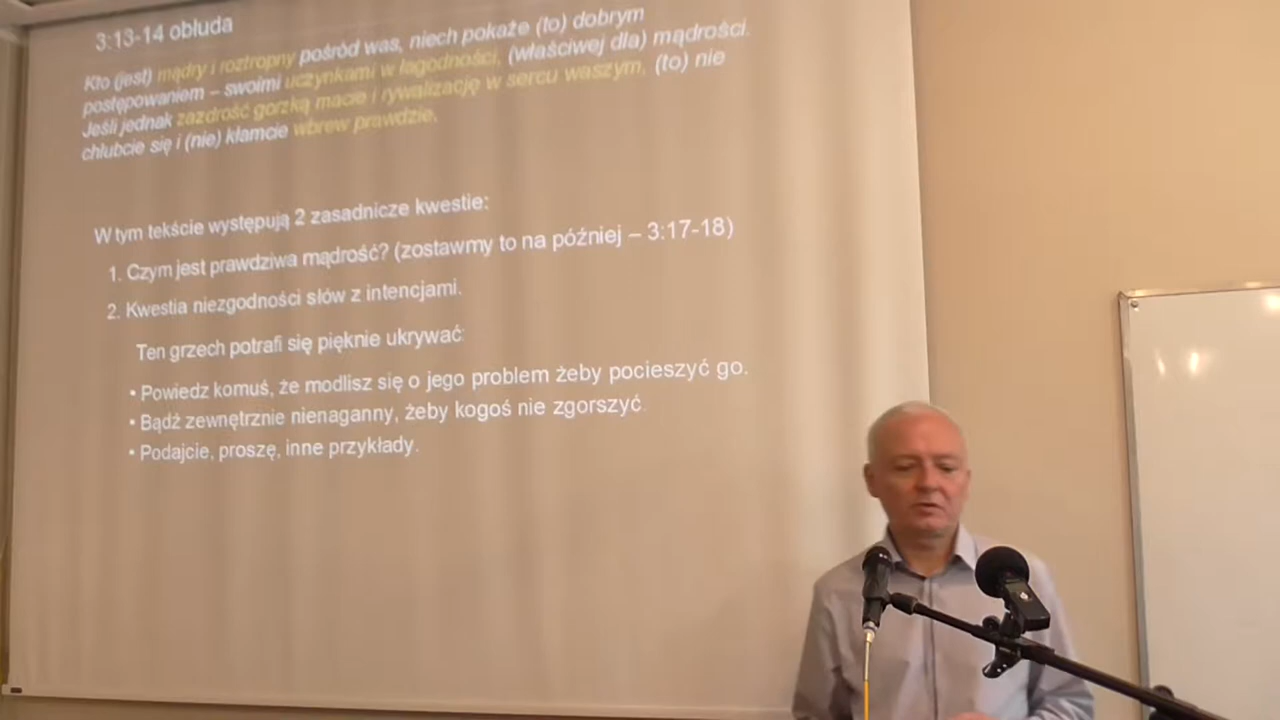 3:13-14 obłuda
Kto (jest) mądry i roztropny pośród was, niech pokaże (to) dobrym
postępowaniem – swoimi uczynkami w łagodności, (właściwej dla) mądrości.
Jeśli jednak zazdrość gorzką macie i rywalizację w sercu waszym, (to) nie
chlubcie się i (nie) kłamcie wbrew prawdzie.
W tym tekście występują 2 zasadnicze kwestie:
1. Czym jest prawdziwa mądrość? (zostawmy to na później – 3:17-18)
2. Kwestia niezgodności słów z intencjami.
Ten grzech potrafi się pięknie ukrywać:
• Powiedz komuś, że modlisz się o jego problem żeby pocieszyć go.
• Bądź zewnętrznie nienaganny, żeby kogoś nie zgorszyć.
• Podajcie, proszę, inne przykłady.